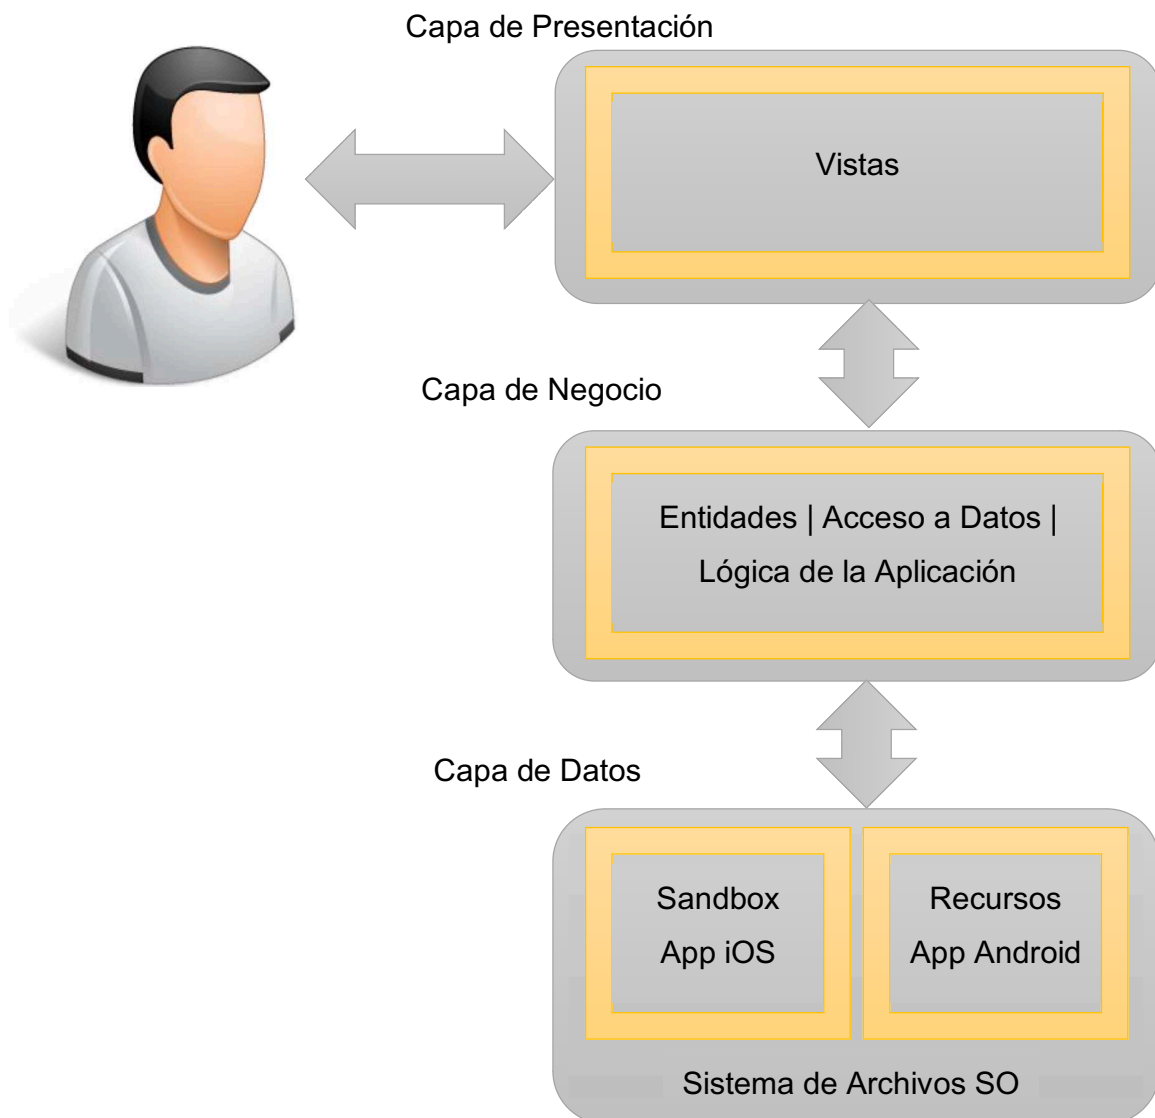 Capa de Presentación
Vistas
Capa de Negocio
Entidades | Acceso a Datos |
Lógica de la Aplicación
Capa de Datos
Sandbox
App iOS
Recursos
App Android
Sistema de Archivos SO